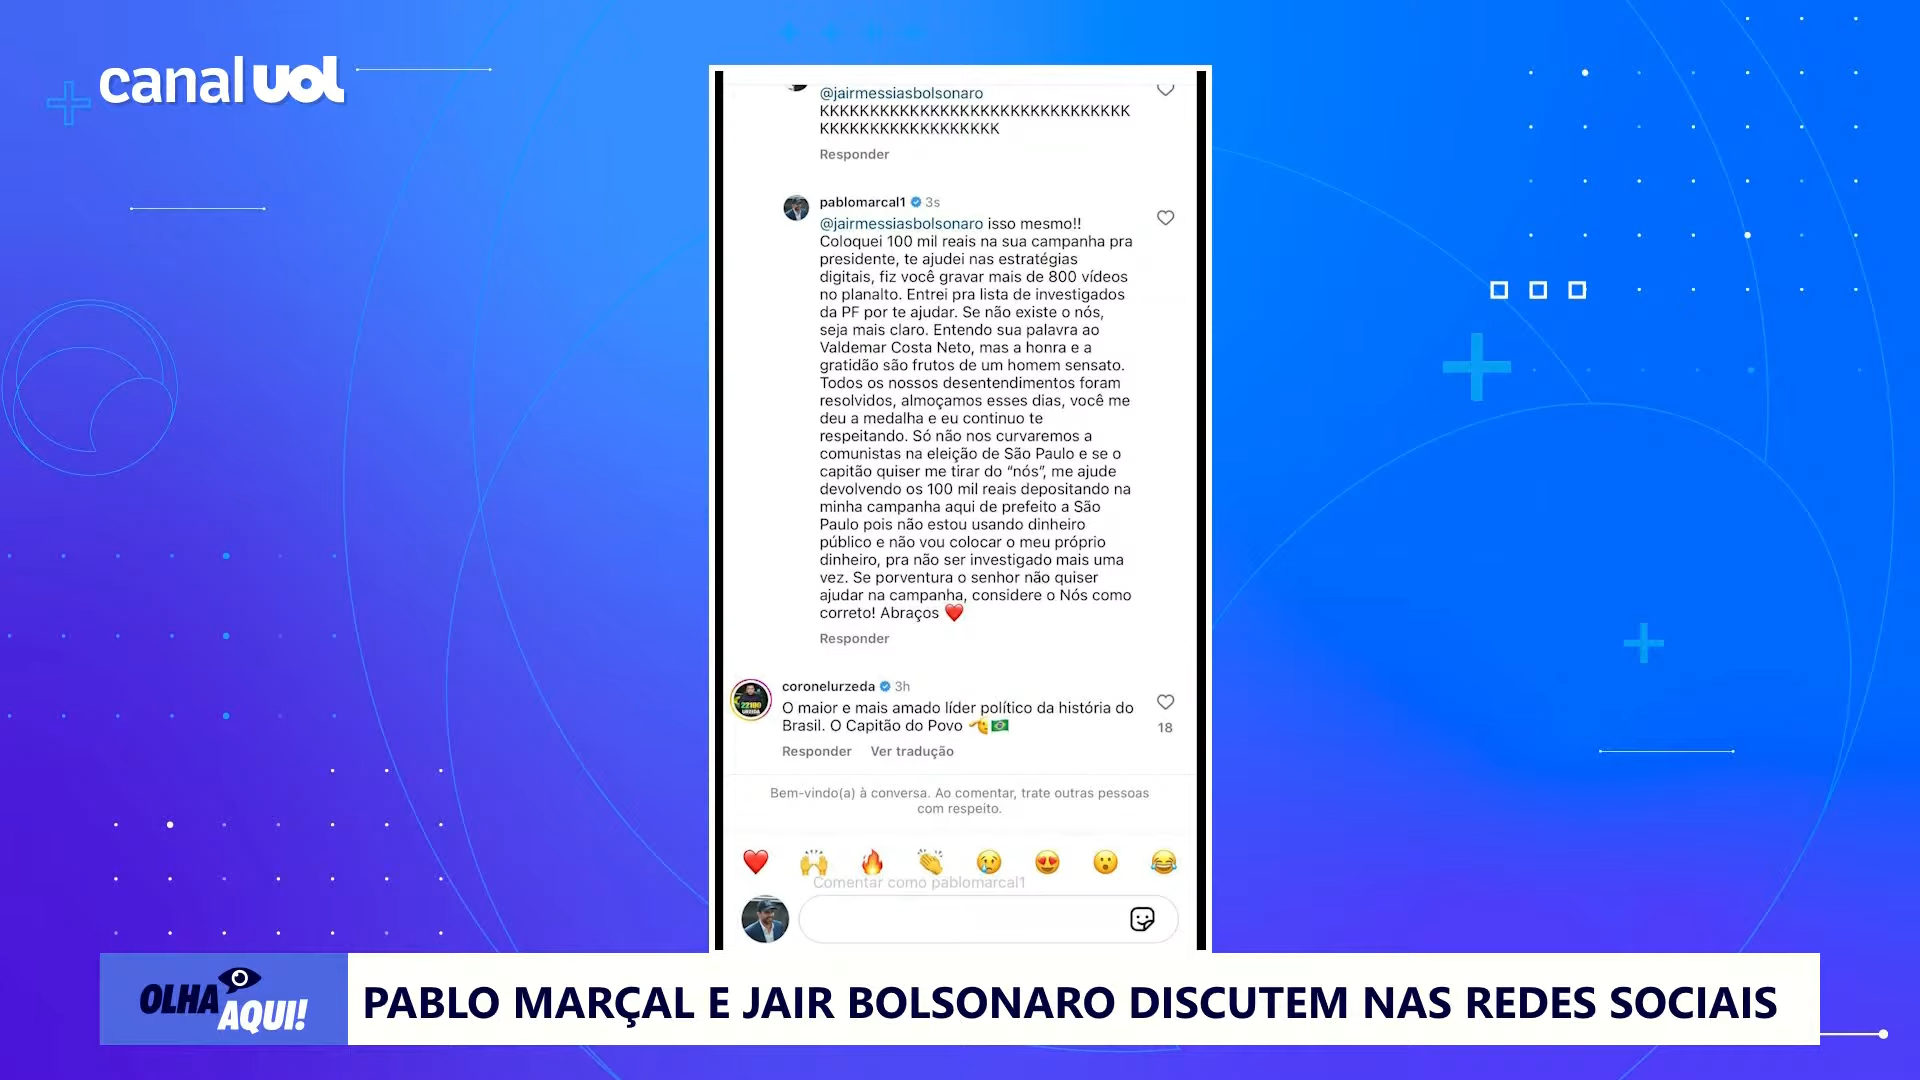 canal uol
@jairmessiasbolsonaro
KKKKKKKKKKKKKKKKKKKKKKKKKKKKKKK
KKKKKKKKKKKKKKKKKK
Responder
pablomarcal1 3s
@jairmessiasbolsonaro isso mesmo!!
Coloquei 100 mil reais na sua campanha pra
presidente, te ajudei nas estratégias
digitais, fiz você gravar mais de 800 vídeos
no planalto. Entrei pra lista de investigados
da PF por te ajudar. Se não existe o nós,
seja mais claro. Entendo sua palavra ao
Valdemar Costa Neto, mas a honra e a
gratidão são frutos de um homem sensato.
Todos os nossos desentendimentos foram
resolvidos, almoçamos esses dias, você me
deu a medalha e eu continuo te
respeitando. Só não nos curvaremos a
comunistas na eleição de São Paulo e se o
capitão quiser me tirar do “nós”, me ajude
devolvendo os 100 mil reais depositando na
minha campanha aqui de prefeito a São
Paulo pois não estou usando dinheiro
público e não vou colocar o meu próprio
dinheiro, pra não ser investigado mais uma
vez. Se porventura o senhor não quiser
ajudar na campanha, considere o Nós como
correto! Abraços ❤️
Responder
coronelurzeda 3h
O maior e mais amado líder político da história do
Brasil. O Capitão do Povo 🫡🇧🇷
18
Responder Ver tradução
Bem-vindo(a) à conversa. Ao comentar, trate outras pessoas
com respeito.
❤️ 🙌 🔥 👏 😢 😍 😮 😂
Comentar como pablomarcal1
OLHA AQUI!
PABLO MARÇAL E JAIR BOLSONARO DISCUTEM NAS REDES SOCIAIS